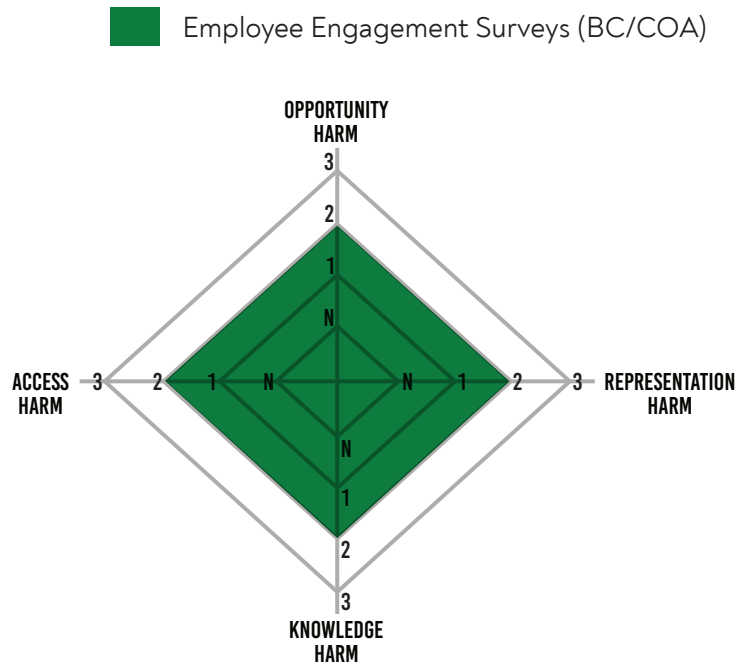 Employee Engagement Surveys (BC/COA)
OPPORTUNITY
HARM
3
2
1
N
ACCESS
HARM
3
2
1
N
N
1
2
3
REPRESENTATION
HARM
N
1
2
3
KNOWLEDGE
HARM